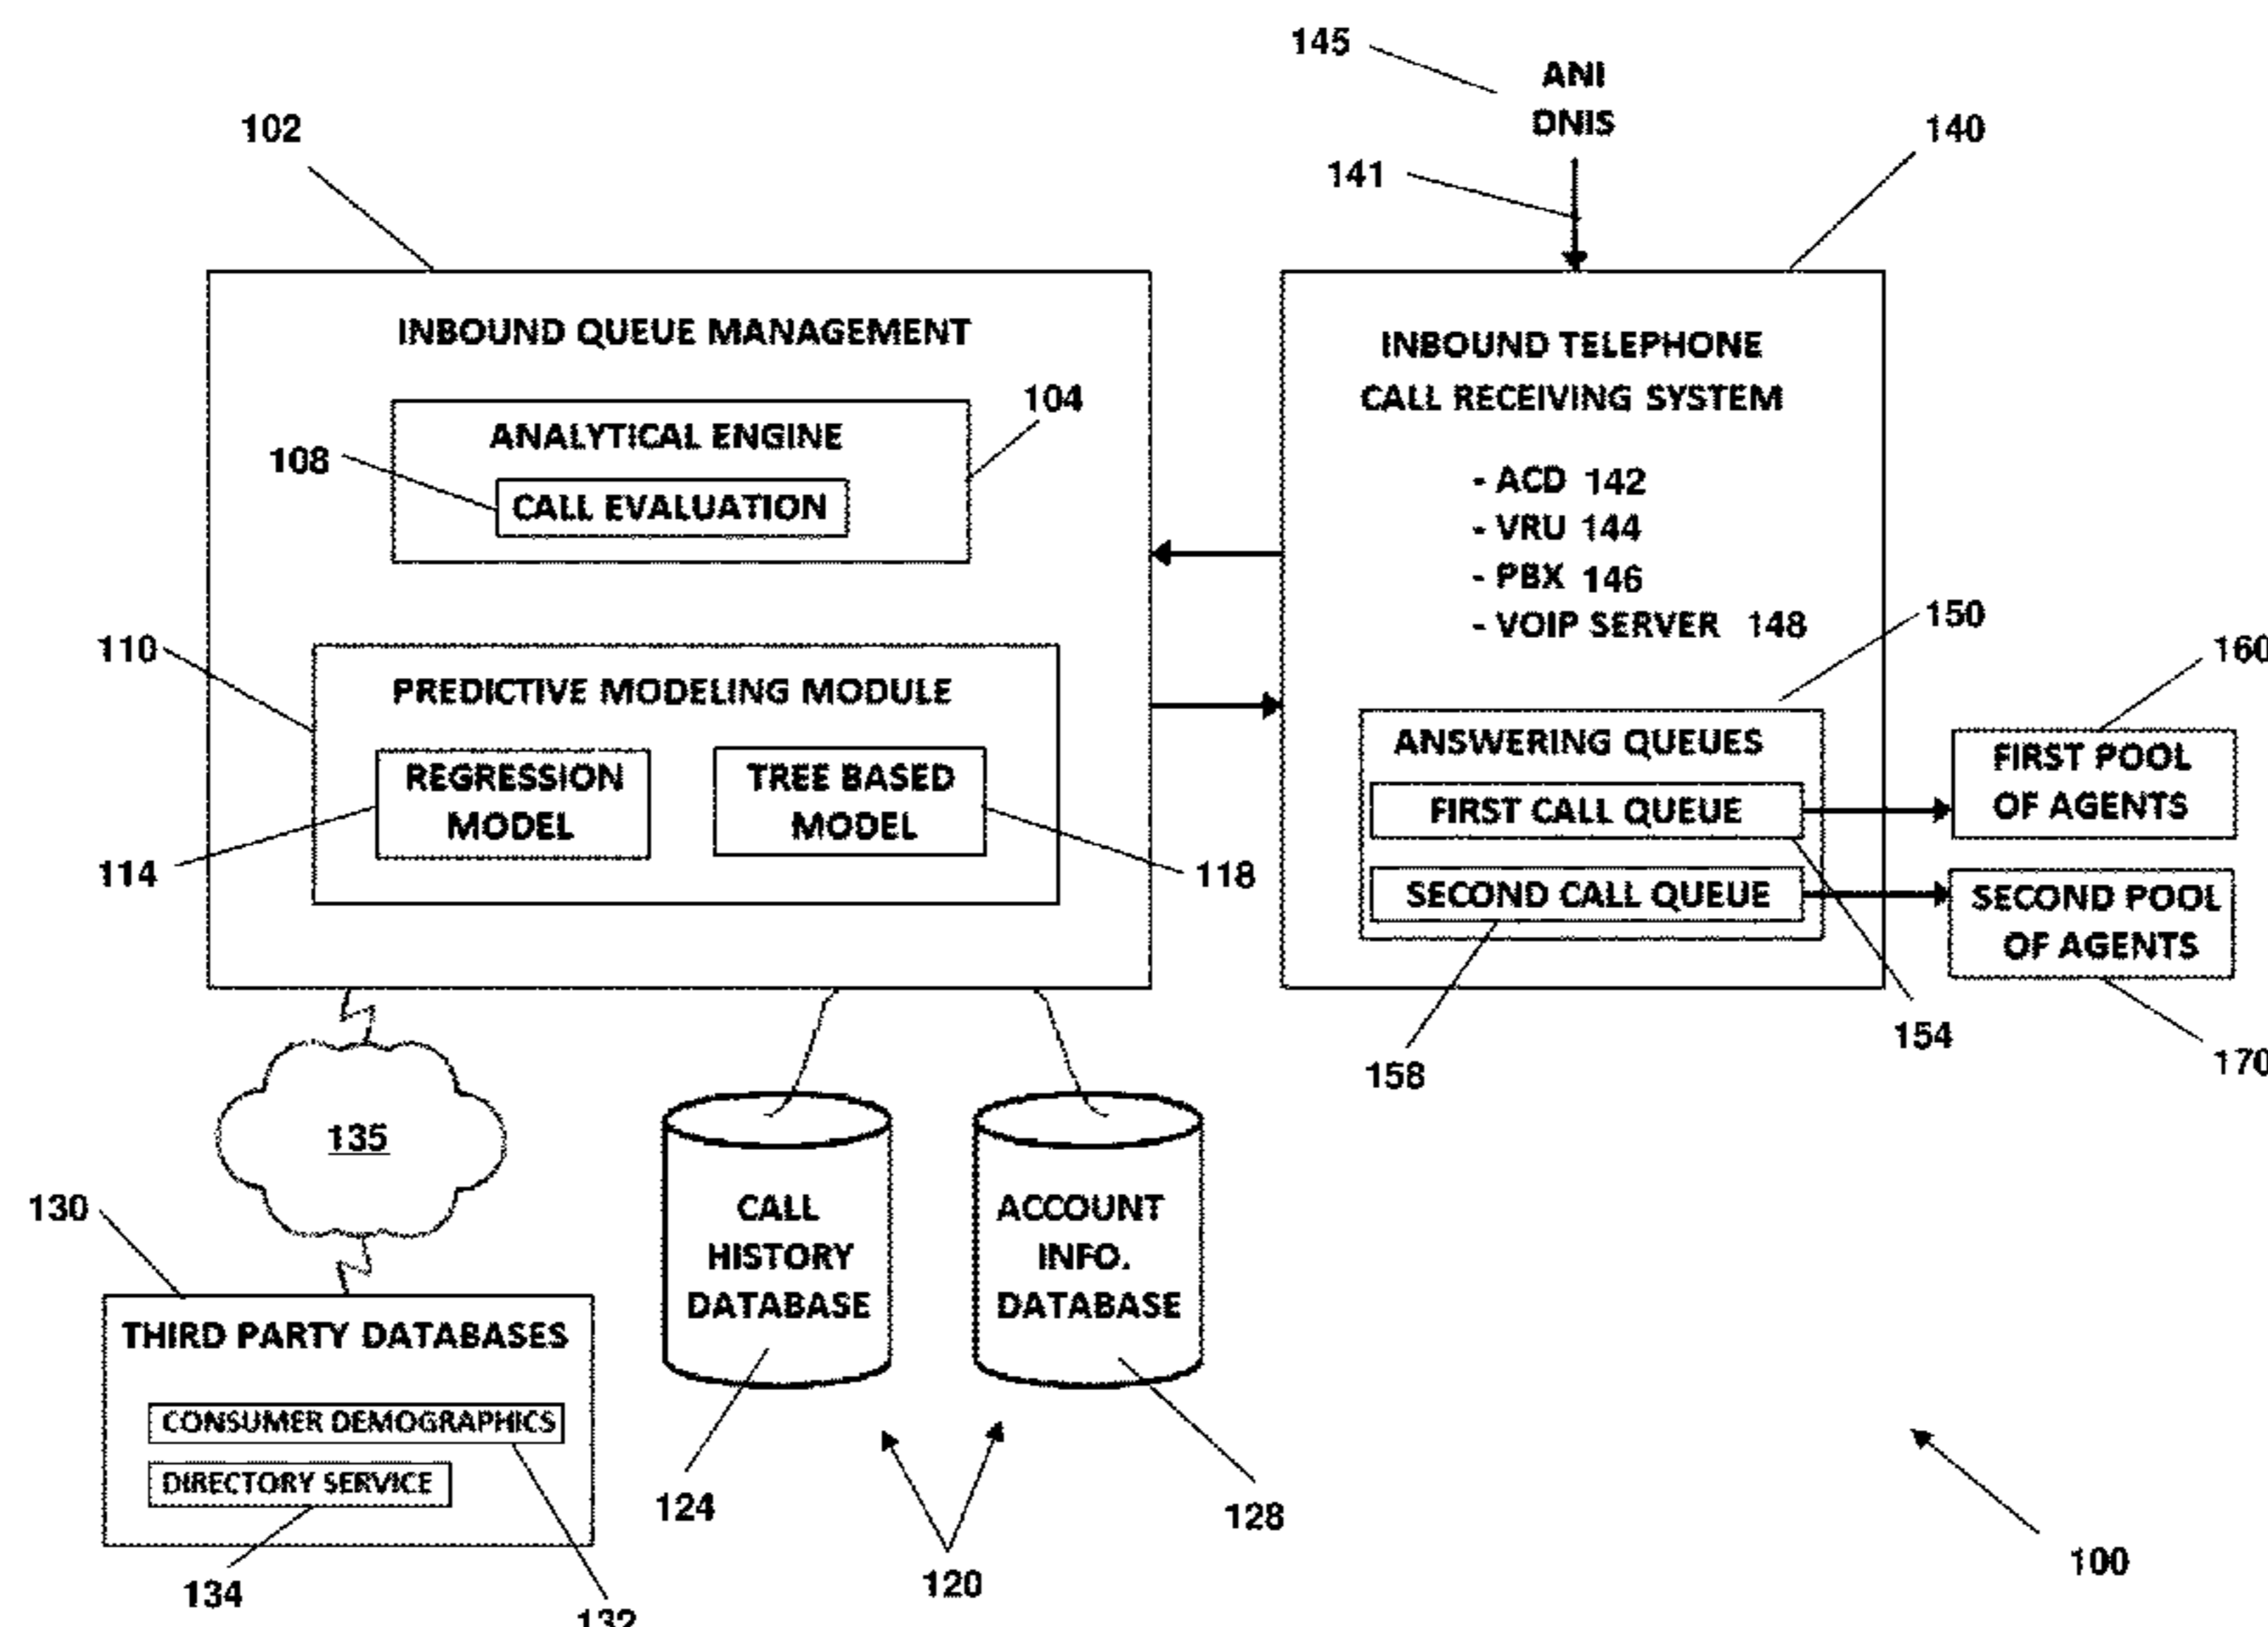 145
ANI
DNIS
102
140
141
INBOUND QUEUE MANAGEMENT
ANALYTICAL ENGINE
104
108
CALL EVALUATION
110
PREDICTIVE MODELING MODULE
REGRESSION
MODEL
TREE BASED
MODEL
114
118
INBOUND TELEPHONE
CALL RECEIVING SYSTEM
- ACD 142
- VRU 144
- PBX 146
- VOIP SERVER 148
150
160
ANSWERING QUEUES
FIRST CALL QUEUE
SECOND CALL QUEUE
FIRST POOL
OF AGENTS
SECOND POOL
OF AGENTS
154
158
170
135
130
THIRD PARTY DATABASES
CONSUMER DEMOGRAPHICS
DIRECTORY SERVICE
134
132
CALL
HISTORY
DATABASE
ACCOUNT
INFO.
DATABASE
124
128
120
100